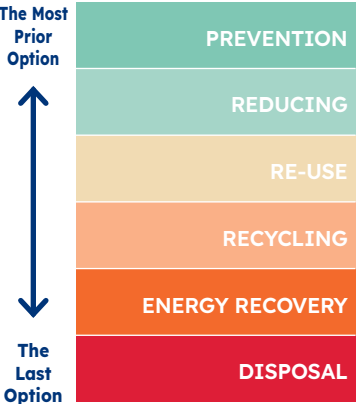 The Most
Prior
Option
PREVENTION
REDUCING
RE-USE
RECYCLING
ENERGY RECOVERY
DISPOSAL
The
Last
Option